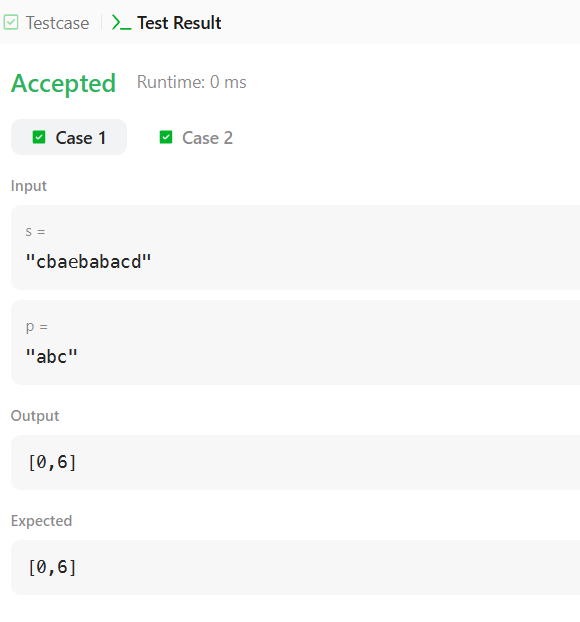 Testcase Test Result
Accepted Runtime: 0 ms
Case 1 Case 2
Input
s =
"cbaebabacd"
p =
"abc"
Output
[0,6]
Expected
[0,6]